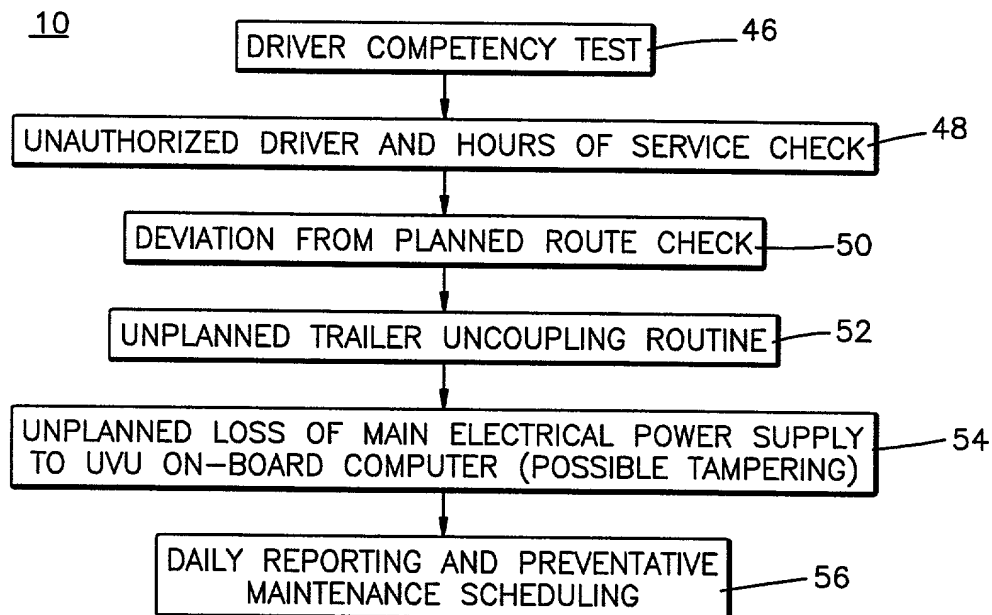 10
DRIVER COMPETENCY TEST
46
UNAUTHORIZED DRIVER AND HOURS OF SERVICE CHECK
48
DEVIATION FROM PLANNED ROUTE CHECK
50
UNPLANNED TRAILER UNCOUPLING ROUTINE
52
UNPLANNED LOSS OF MAIN ELECTRICAL POWER SUPPLY
TO UVU ON-BOARD COMPUTER (POSSIBLE TAMPERING)
54
DAILY REPORTING AND PREVENTATIVE
MAINTENANCE SCHEDULING
56